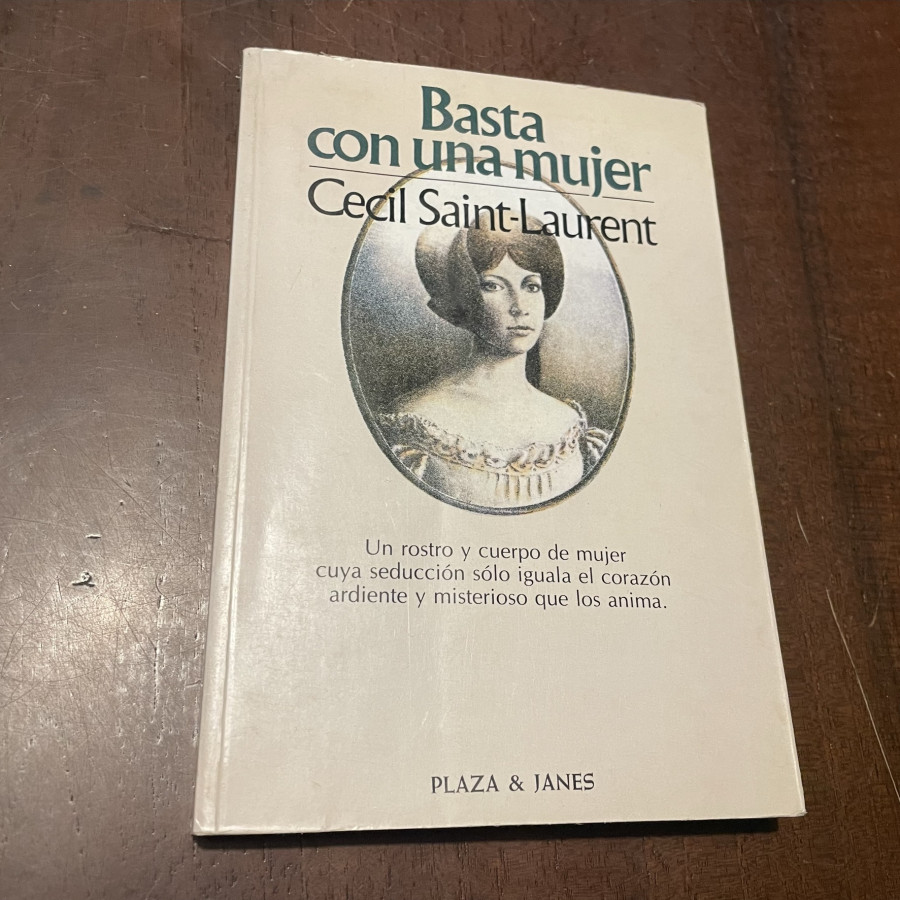 Basta
con una mujer
Cecil Saint-Laurent
Un rostro y cuerpo de mujer
cuya seducción sólo iguala el corazón
ardiente y misterioso que los anima.
PLAZA & JANES